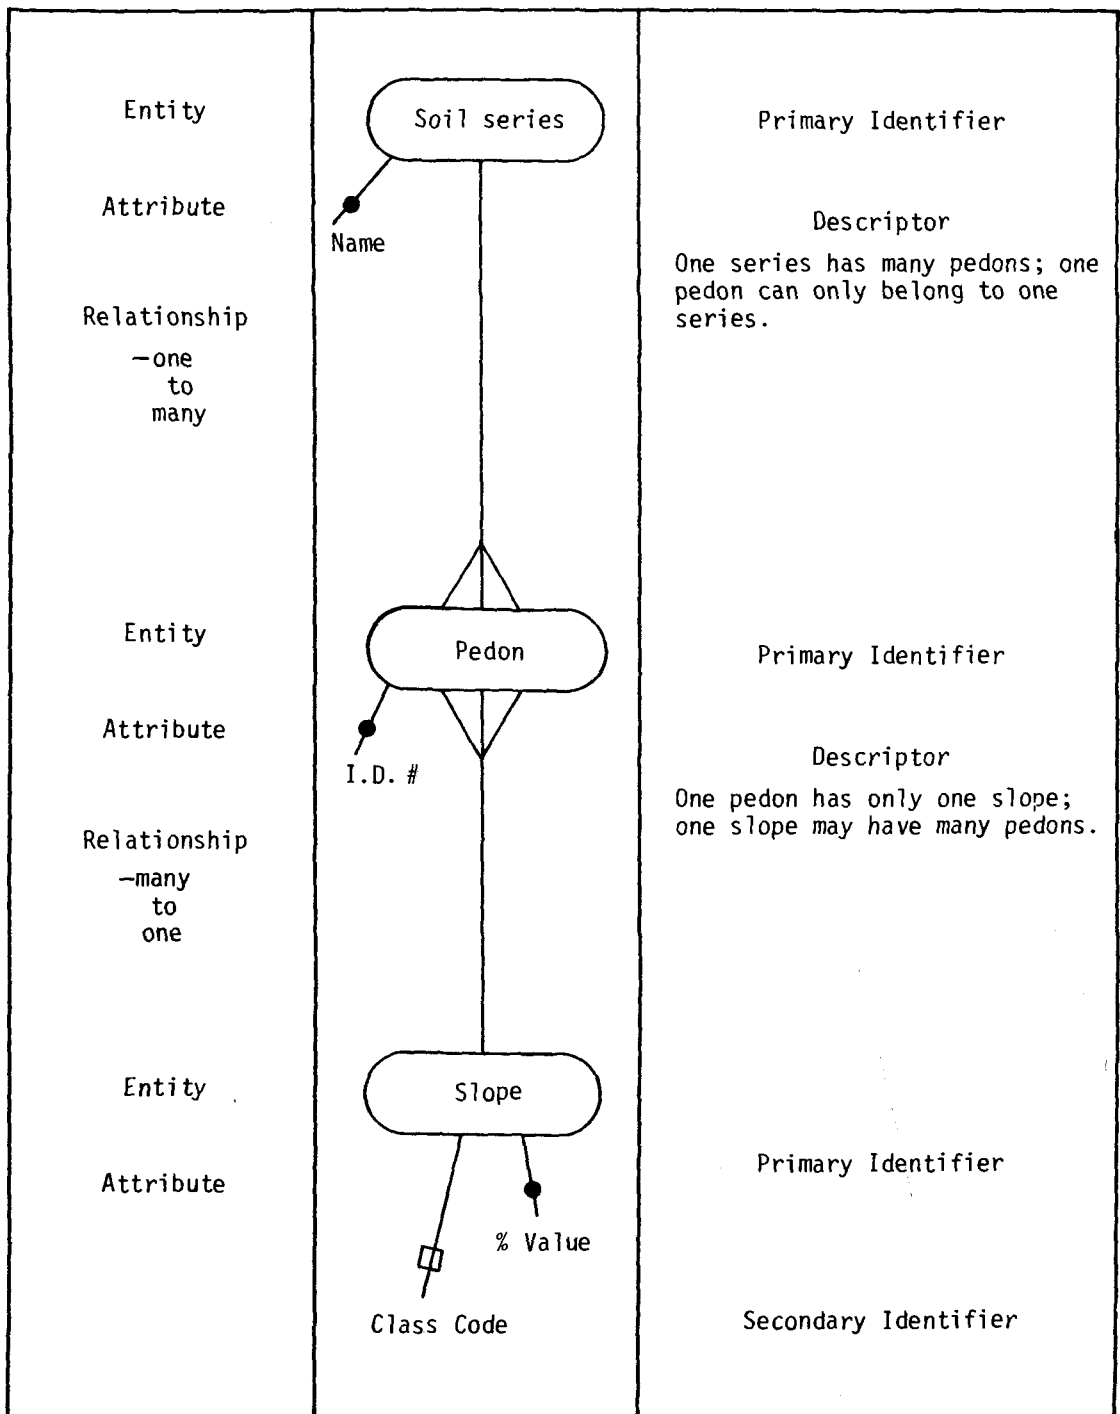 Entity
Soil series
Primary Identifier
Attribute
Name
Descriptor
One series has many pedons; one
pedon can only belong to one
series.
Relationship
—one
to
many
Entity
Pedon
Primary Identifier
Attribute
I.D. #
Descriptor
One pedon has only one slope;
one slope may have many pedons.
Relationship
—many
to
one
Entity
Slope
Attribute
Primary Identifier
% Value
Class Code
Secondary Identifier